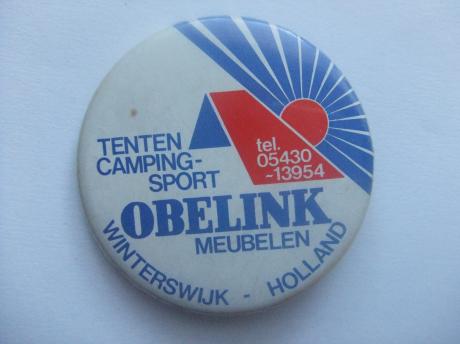 TENTEN
CAMPING-
SPORT
tel.
05430
~13954
OBELINK
MEUBELEN
WINTERSWIJK - HOLLAND